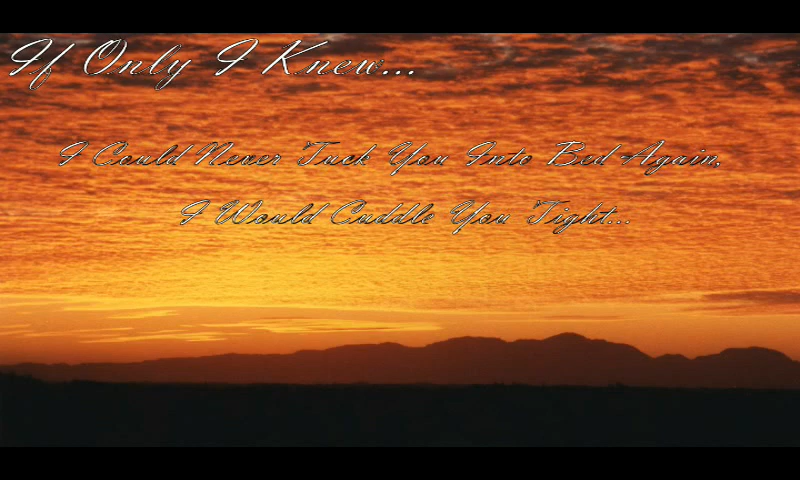 If Only I Knew...
I Could Never Tuck You Into Bed Again,
I Would Cuddle You Tight...